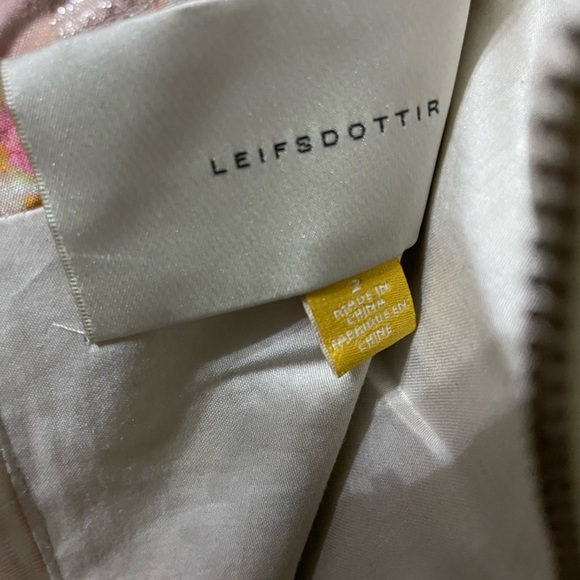 LEIFSDOTTIR
2
MADE IN
CHINA
FABRIQUE EN
CHINE